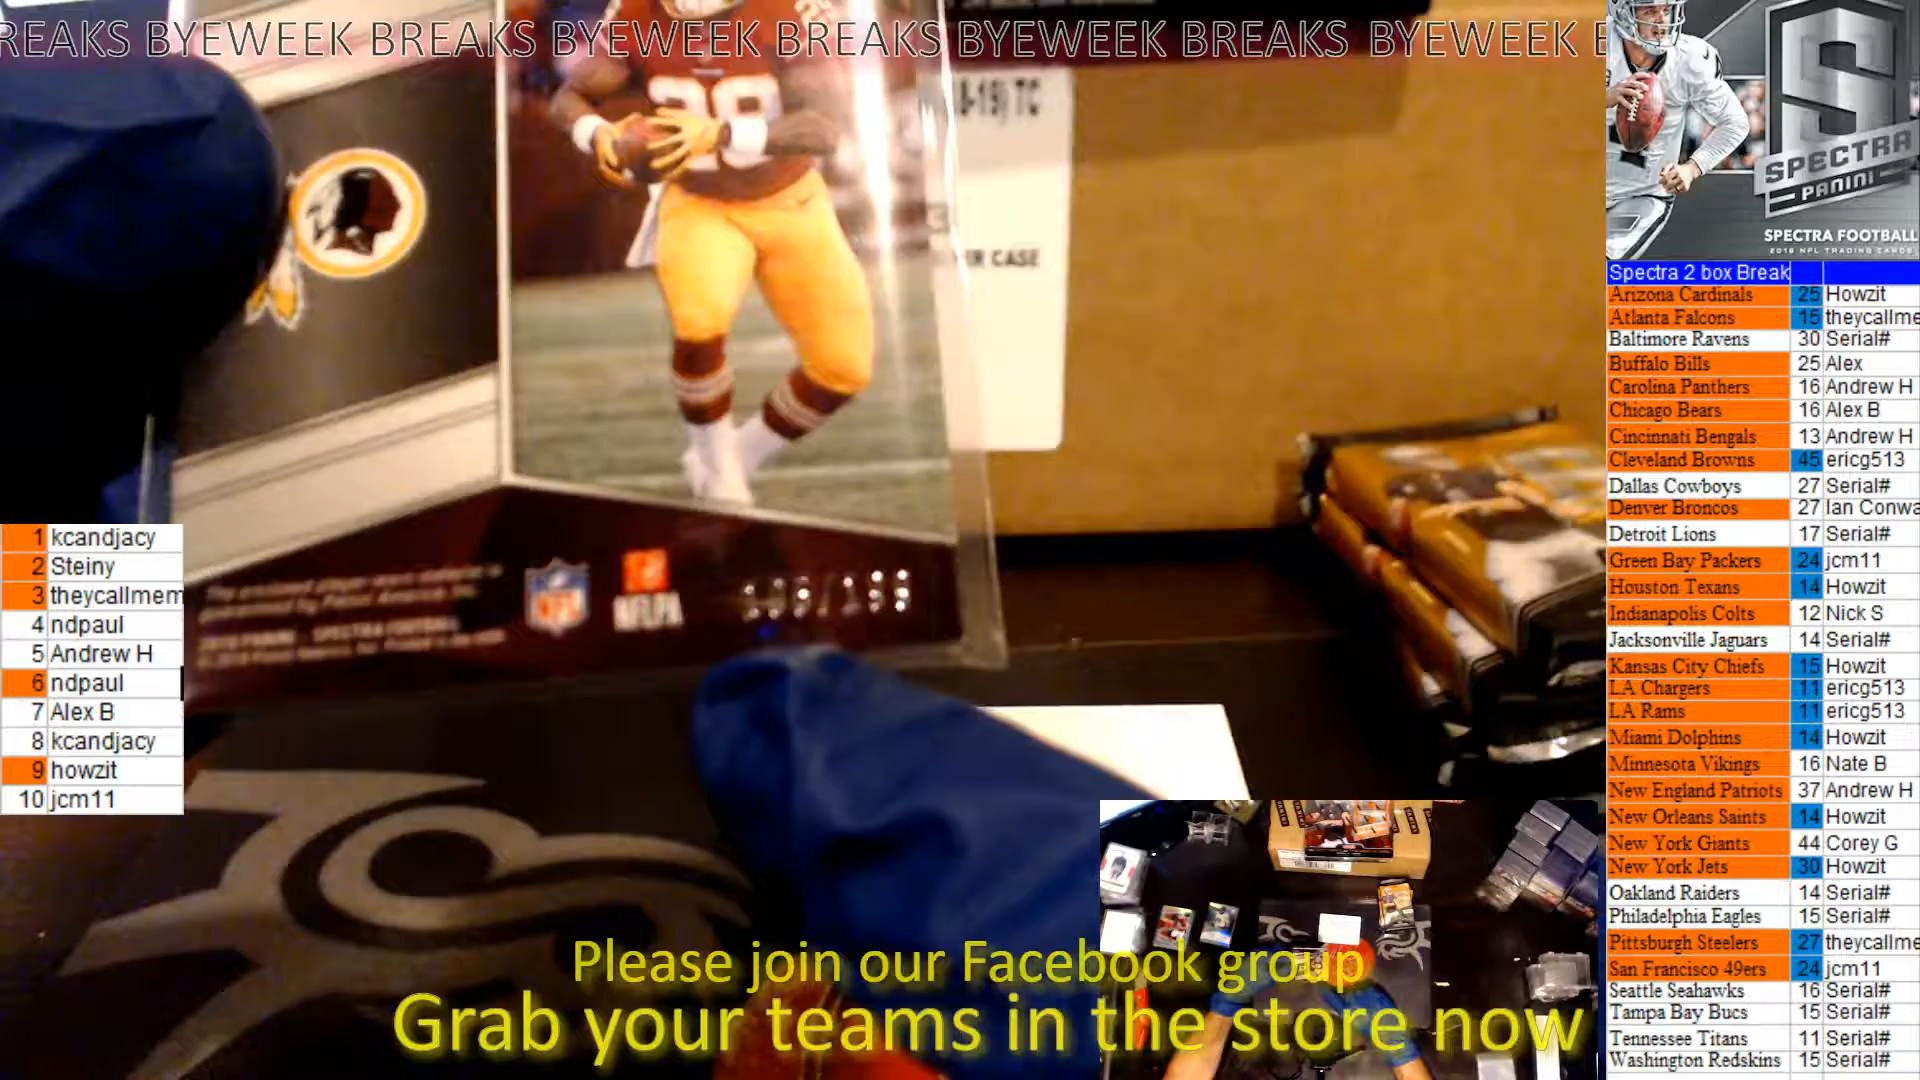 REAKS BYEWEEK BREAKS BYEWEEK BREAKS BYEWEEK BREAKS BYEWEEK
TC
CASE
28
NFL
NFLPA
SPECTRA
PANINI
SPECTRA FOOTBALL
2018 NFL TRADING CARDS
1 kcandjacy
2 Steiny
3 theycallmem
4 ndpaul
5 Andrew H
6 ndpaul
7 Alex B
8 kcandjacy
9 howzit
10 jcm11
Spectra 2 box Break
Arizona Cardinals 25 Howzit
Atlanta Falcons 15 theycallme
Baltimore Ravens 30 Serial#
Buffalo Bills 25 Alex
Carolina Panthers 16 Andrew H
Chicago Bears 16 Alex B
Cincinnati Bengals 13 Andrew H
Cleveland Browns 45 ericg513
Dallas Cowboys 27 Serial#
Denver Broncos 27 Ian Conwa
Detroit Lions 17 Serial#
Green Bay Packers 24 jcm11
Houston Texans 14 Howzit
Indianapolis Colts 12 Nick S
Jacksonville Jaguars 14 Serial#
Kansas City Chiefs 15 Howzit
LA Chargers 11 ericg513
LA Rams 11 ericg513
Miami Dolphins 14 Howzit
Minnesota Vikings 16 Nate B
New England Patriots 37 Andrew H
New Orleans Saints 14 Howzit
New York Giants 44 Corey G
New York Jets 30 Howzit
Oakland Raiders 14 Serial#
Philadelphia Eagles 15 Serial#
Pittsburgh Steelers 27 theycallme
San Francisco 49ers 24 jcm11
Seattle Seahawks 16 Serial#
Tampa Bay Bucs 15 Serial#
Tennessee Titans 11 Serial#
Washington Redskins 15 Serial#
Please join our Facebook group
Grab your teams in the store now